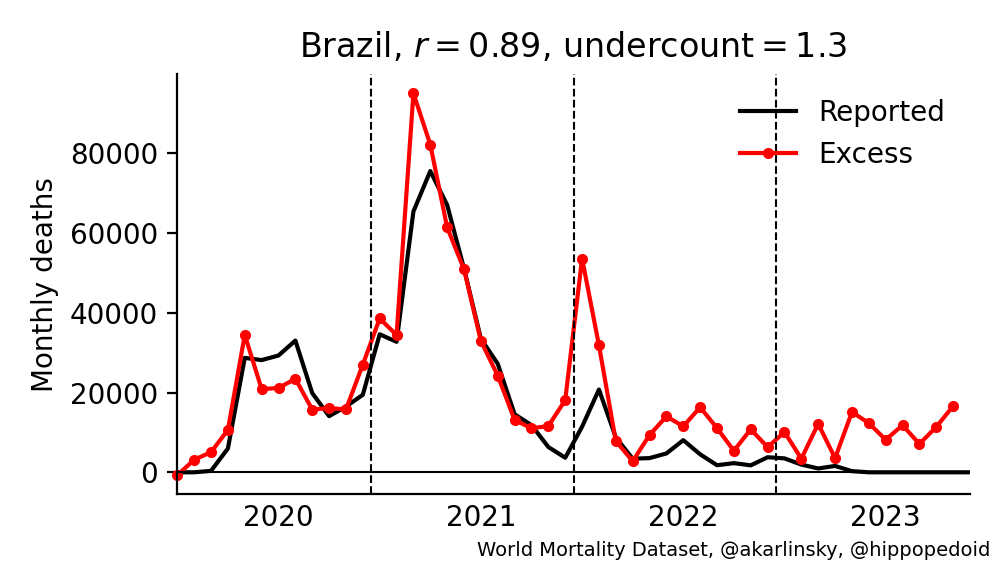 Brazil, r = 0.89, undercount = 1.3
Reported
Excess
Monthly deaths
80000
60000
40000
20000
0
2020 2021 2022 2023
World Mortality Dataset, @akarlinsky, @hippopedoid